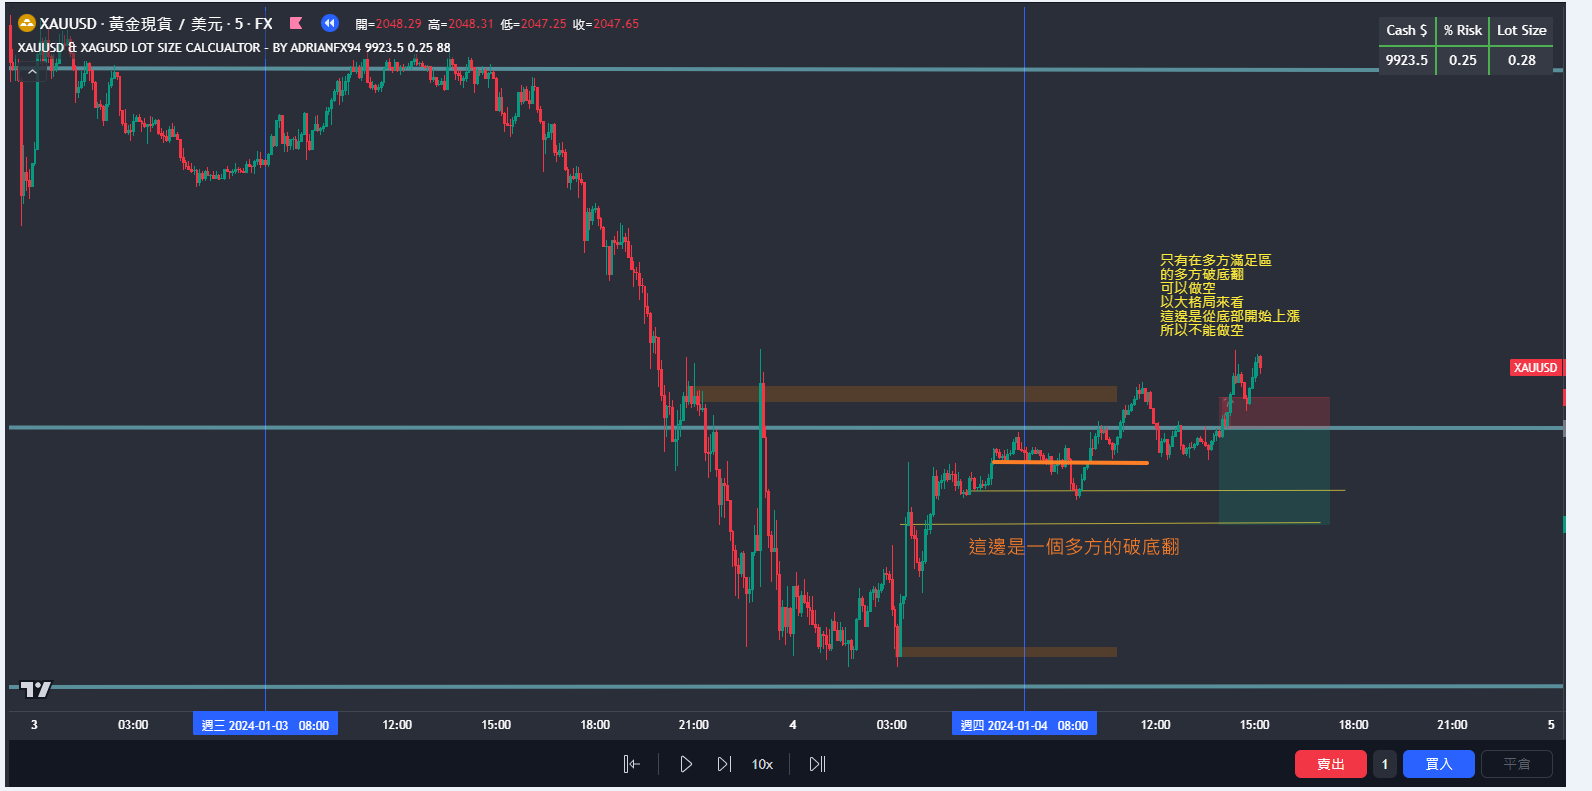 XAUUSD · 黃金現貨 / 美元 · 5 · FX 開=2048.29 高=2048.31 低=2047.25 收=2047.65
XAUUSD & XAGUSD LOT SIZE CALCUALTOR - BY ADRIANFX94 9923.5 0.25 88
Cash $ % Risk Lot Size
9923.5 0.25 0.28
只有在多方滿足區
的多方破底翻
可以做空
以大格局來看
這邊是從底部開始上漲
所以不能做空
XAUUSD
這邊是一個多方的破底翻
3 03:00 週三 2024-01-03 08:00 12:00 15:00 18:00 21:00 4 03:00 週四 2024-01-04 08:00 12:00 15:00 18:00 21:00 5
10x
賣出 1 買入 平倉